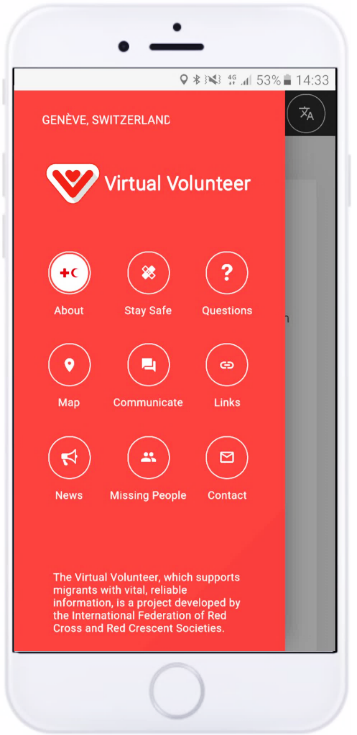 53% 14:33
GENÈVE, SWITZERLAND
Virtual Volunteer
About Stay Safe Questions
Map Communicate Links
News Missing People Contact
The Virtual Volunteer, which supports
migrants with vital, reliable
information, is a project developed by
the International Federation of Red
Cross and Red Crescent Societies.